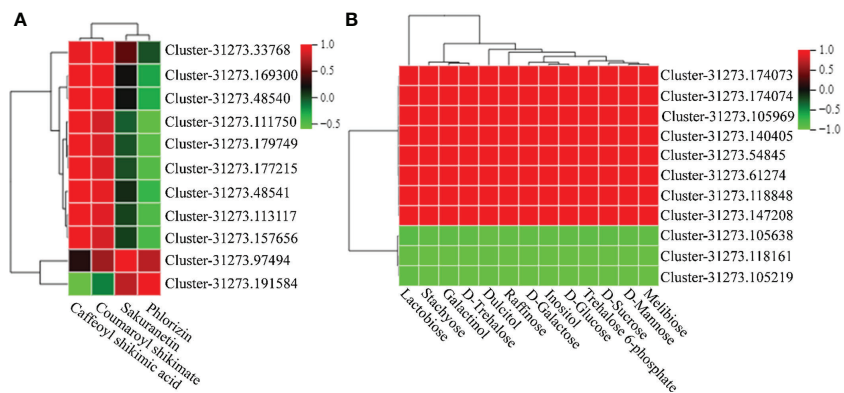 A
Cluster-31273.33768
Cluster-31273.169300
Cluster-31273.48540
Cluster-31273.111750
Cluster-31273.179749
Cluster-31273.177215
Cluster-31273.48541
Cluster-31273.113117
Cluster-31273.157656
Cluster-31273.97494
Cluster-31273.191584
1.0
0.5
0.0
-0.5
Caffeoyl shikimic acid
Coumaroyl shikimate
Sakuranetin
Phlorizin
B
Cluster-31273.174073
Cluster-31273.174074
Cluster-31273.105969
Cluster-31273.140405
Cluster-31273.54845
Cluster-31273.61274
Cluster-31273.118848
Cluster-31273.147208
Cluster-31273.105638
Cluster-31273.118161
Cluster-31273.105219
1.0
0.5
0.0
-0.5
-1.0
Lactobiose
Stachyose
Galactinol
D-Trehalose
Dulcitol
Raffinose
D-Galactose
Inositol
D-Glucose
Trehalose 6-phosphate
D-Sucrose
D-Mannose
Melibiose